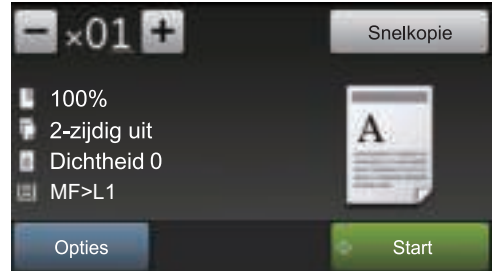 - ×01 +
Snelkopie
100%
2-zijdig uit
Dichtheid 0
MF>L1
A
Opties
Start